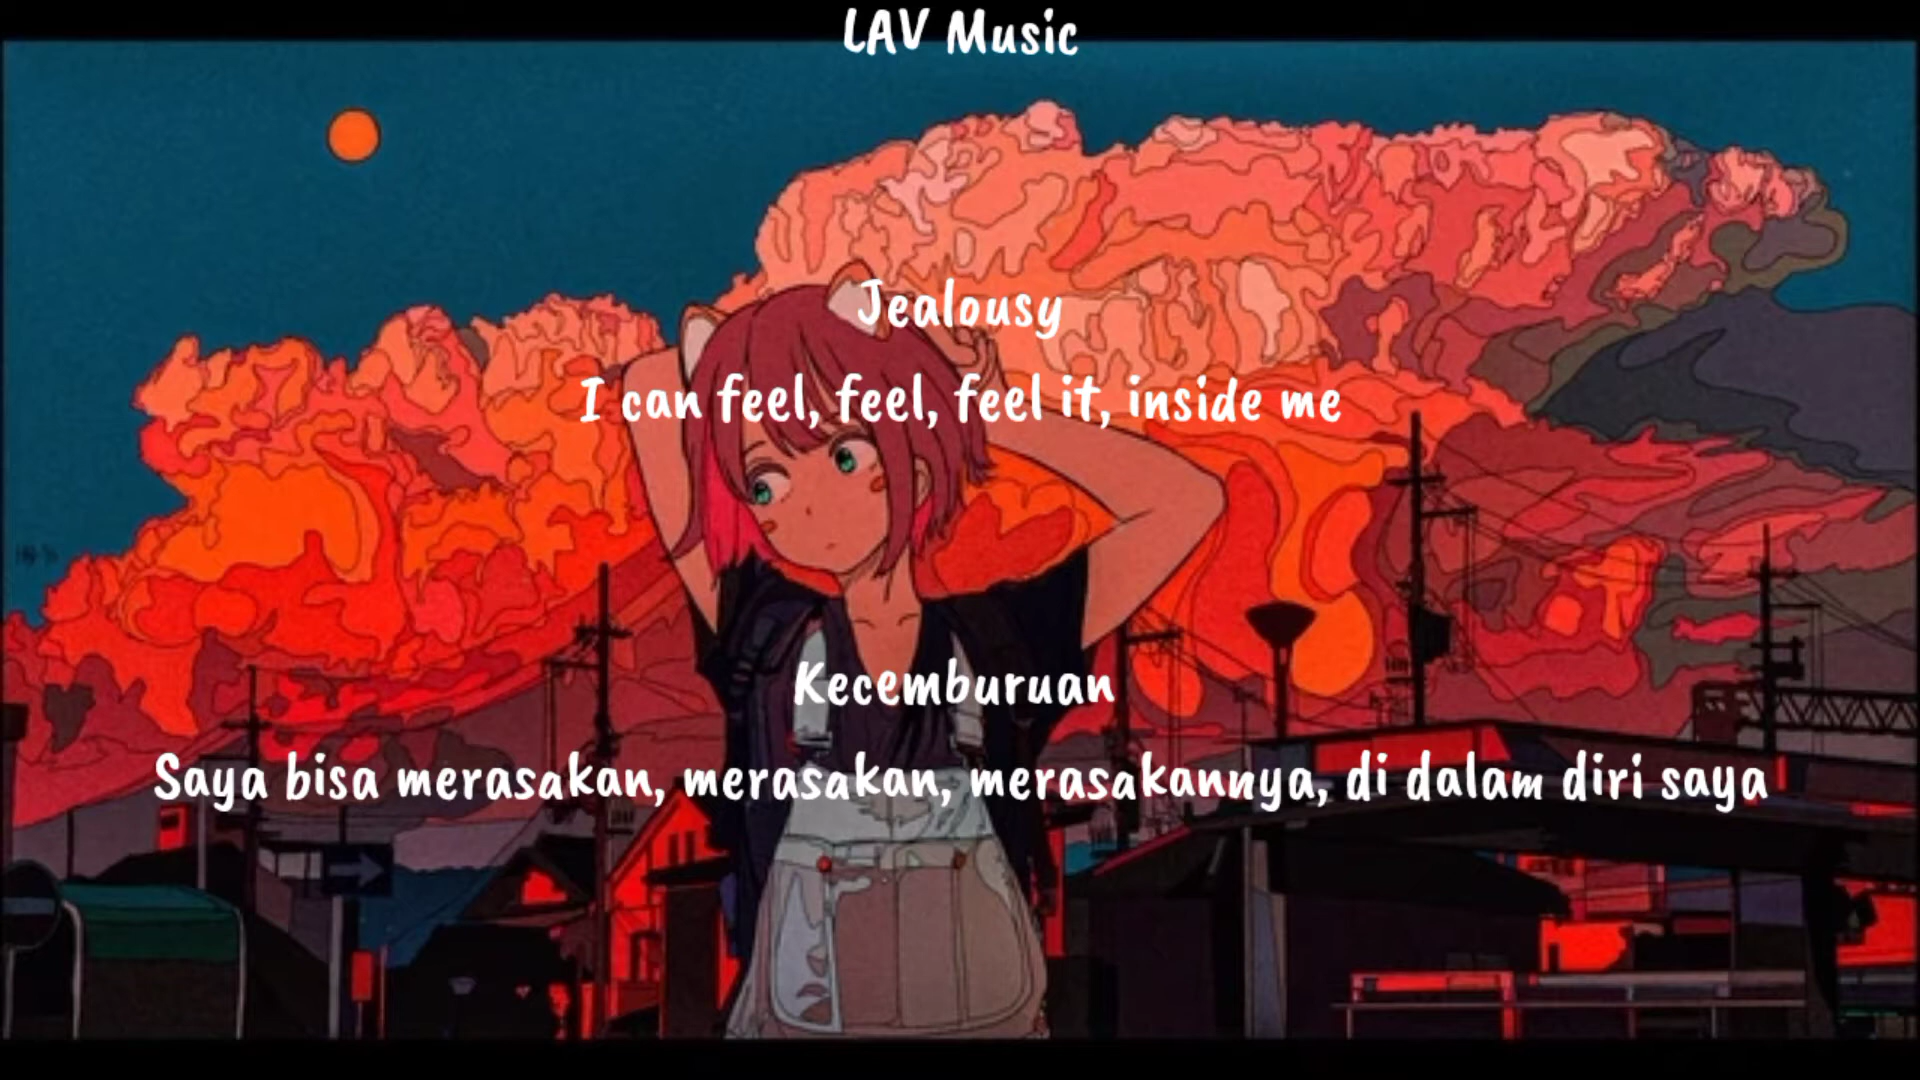 LAV Music
Jealousy
I can feel, feel, feel it, inside me
Kecemburuan
Saya bisa merasakan, merasakan, merasakannya, di dalam diri saya